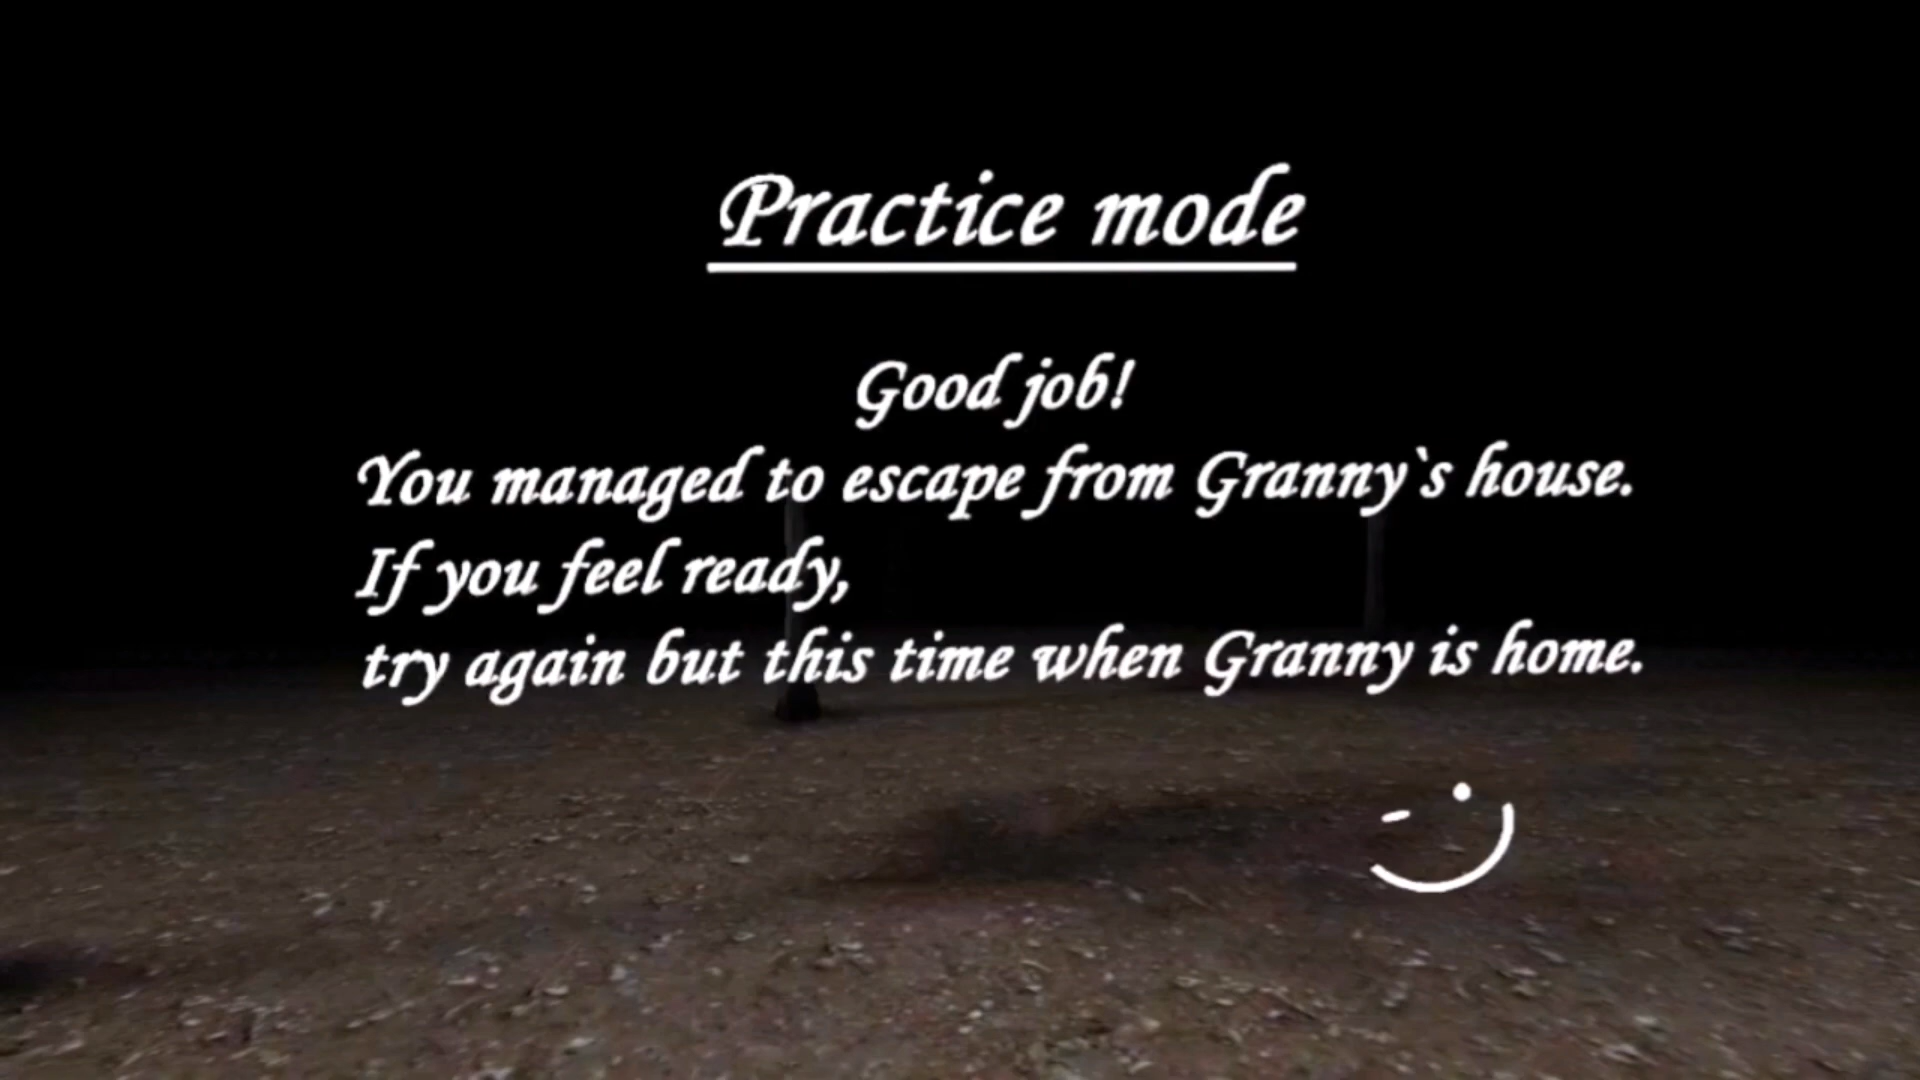 Practice mode
Good job!
You managed to escape from Granny`s house.
If you feel ready,
try again but this time when Granny is home.